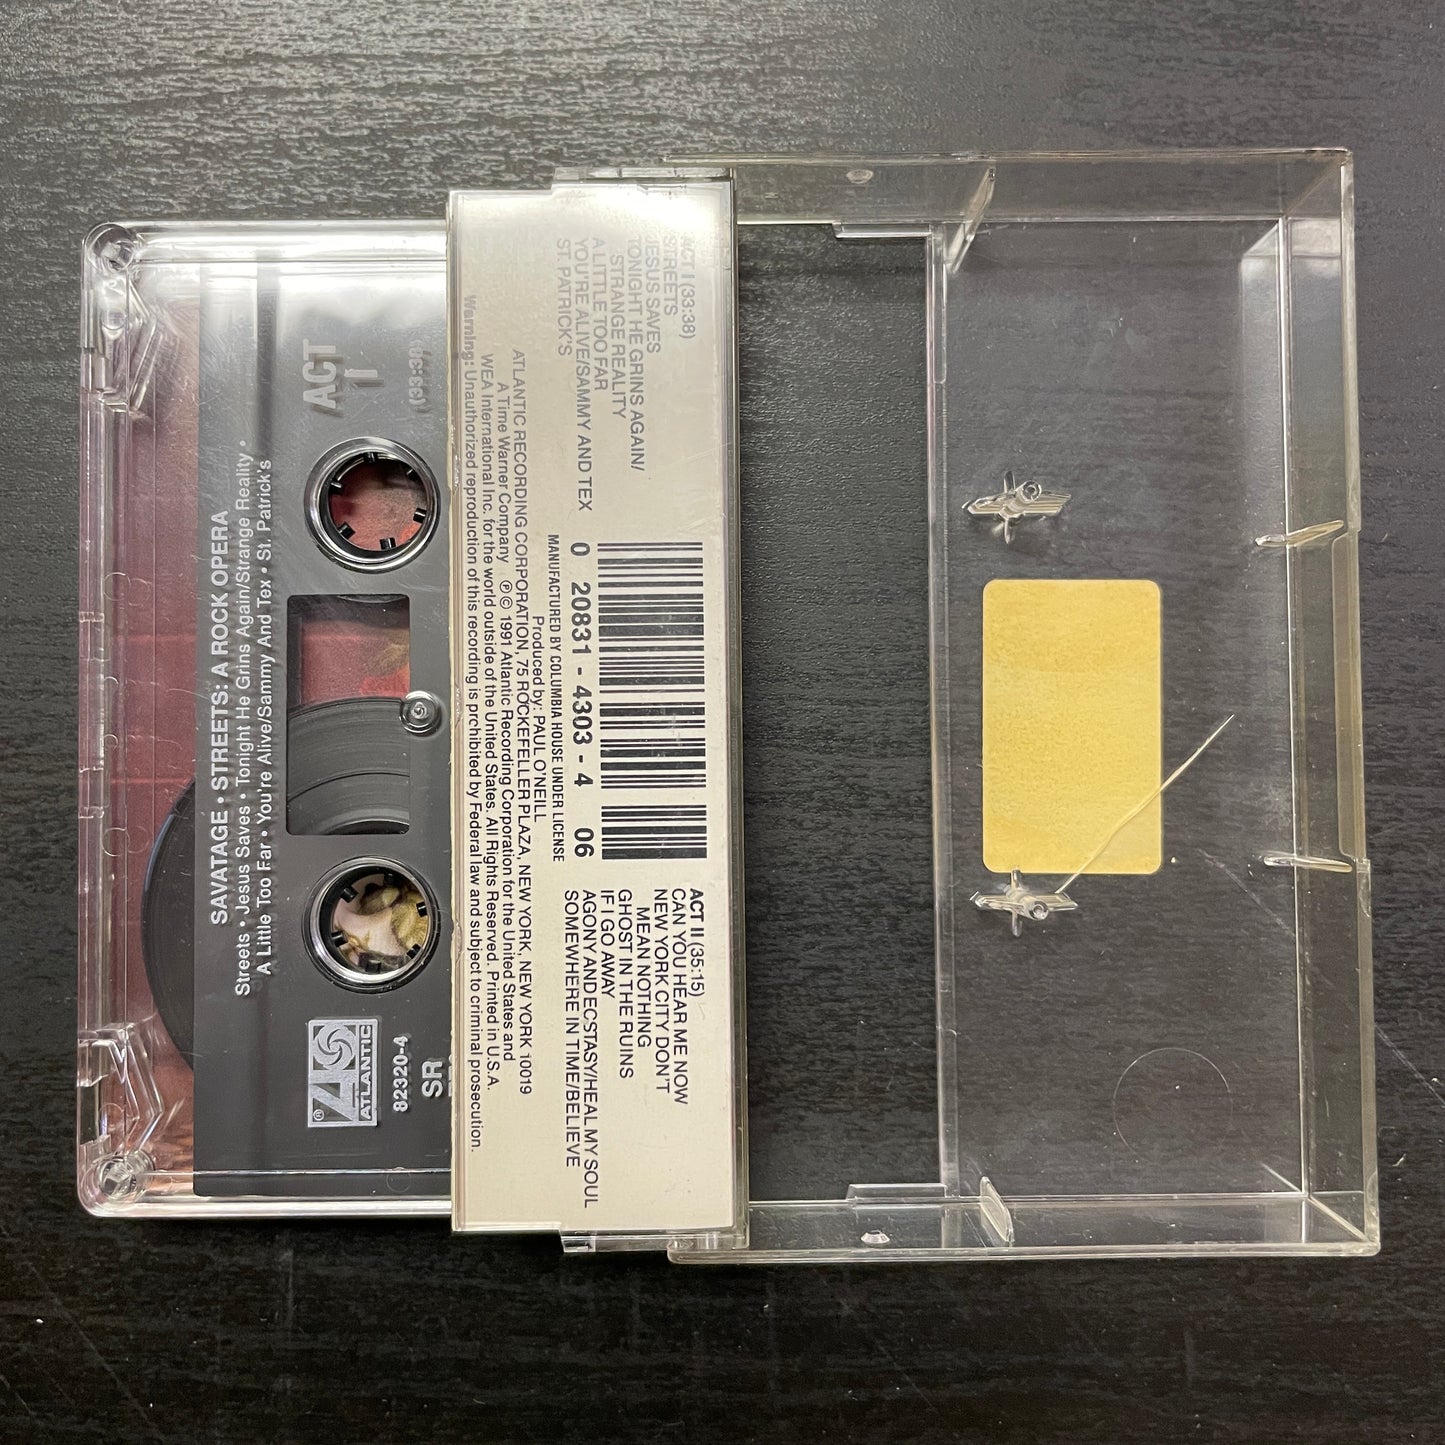 ACT
I
SAVATAGE • STREETS: A ROCK OPERA
Streets • Jesus Saves • Tonight He Grins Again/Strange Reality •
A Little Too Far • You're Alive/Sammy And Tex • St. Patrick's
ATLANTIC
®
82320-4
SR
ACT I (33:38)
STREETS
JESUS SAVES
TONIGHT HE GRINS AGAIN/
STRANGE REALITY
A LITTLE TOO FAR
YOU'RE ALIVE/SAMMY AND TEX
ST. PATRICK'S
0 20831-4303-4 06
ACT II (35:15)
CAN YOU HEAR ME NOW
NEW YORK CITY DON'T
MEAN NOTHING
GHOST IN THE RUINS
IF I GO AWAY
AGONY AND ECSTASY/HEAL MY SOUL
SOMEWHERE IN TIME/BELIEVE
MANUFACTURED BY COLUMBIA HOUSE UNDER LICENSE
Produced by: PAUL O'NEILL
ATLANTIC RECORDING CORPORATION, 75 ROCKEFELLER PLAZA, NEW YORK, NEW YORK 10019
A Time Warner Company ℗ © 1991 Atlantic Recording Corporation for the United States and
WEA International Inc. for the world outside of the United States. All Rights Reserved. Printed in U.S.A.
Warning: Unauthorized reproduction of this recording is prohibited by Federal law and subject to criminal prosecution.